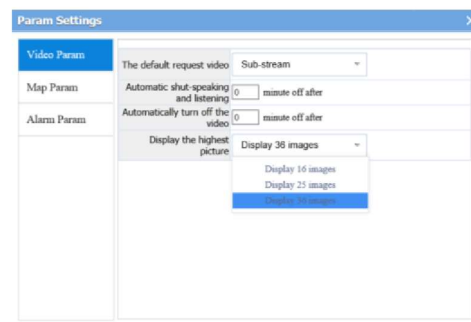 Param Settings
Video Param
Map Param
Alarm Param
The default request video Sub-stream
Automatic shut-speaking
and listening 0 minute off after
Automatically turn off the
video 0 minute off after
Display the highest
picture Display 36 images
Display 16 images
Display 25 images
Display 36 images